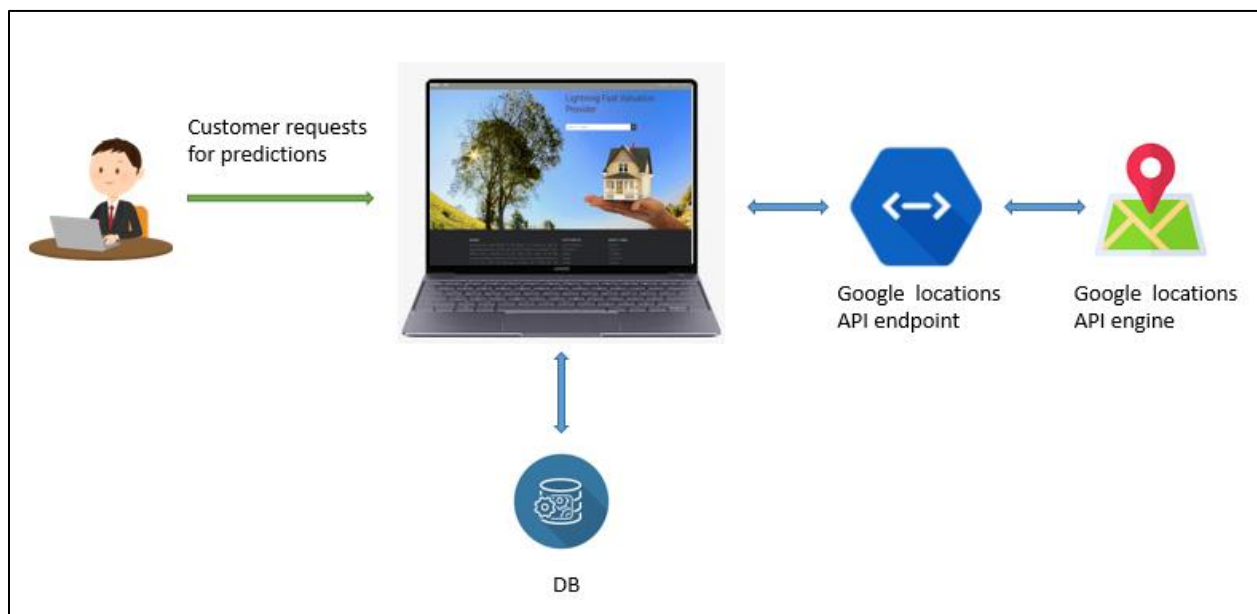 Customer requests
for predictions
Lightning Fast Valuation
Provider
Google locations
API endpoint
Google locations
API engine
DB